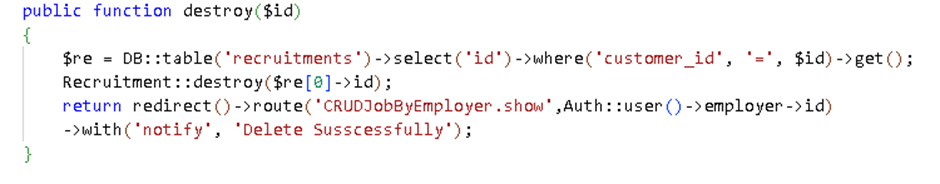 public function destroy($id)
{
$re = DB::table('recruitments')->select('id')->where('customer_id', '=', $id)->get();
Recruitment::destroy($re[0]->id);
return redirect()->route('CRUDJobByEmployer.show',Auth::user()->employer->id)
->with('notify', 'Delete Susscessfully');
}